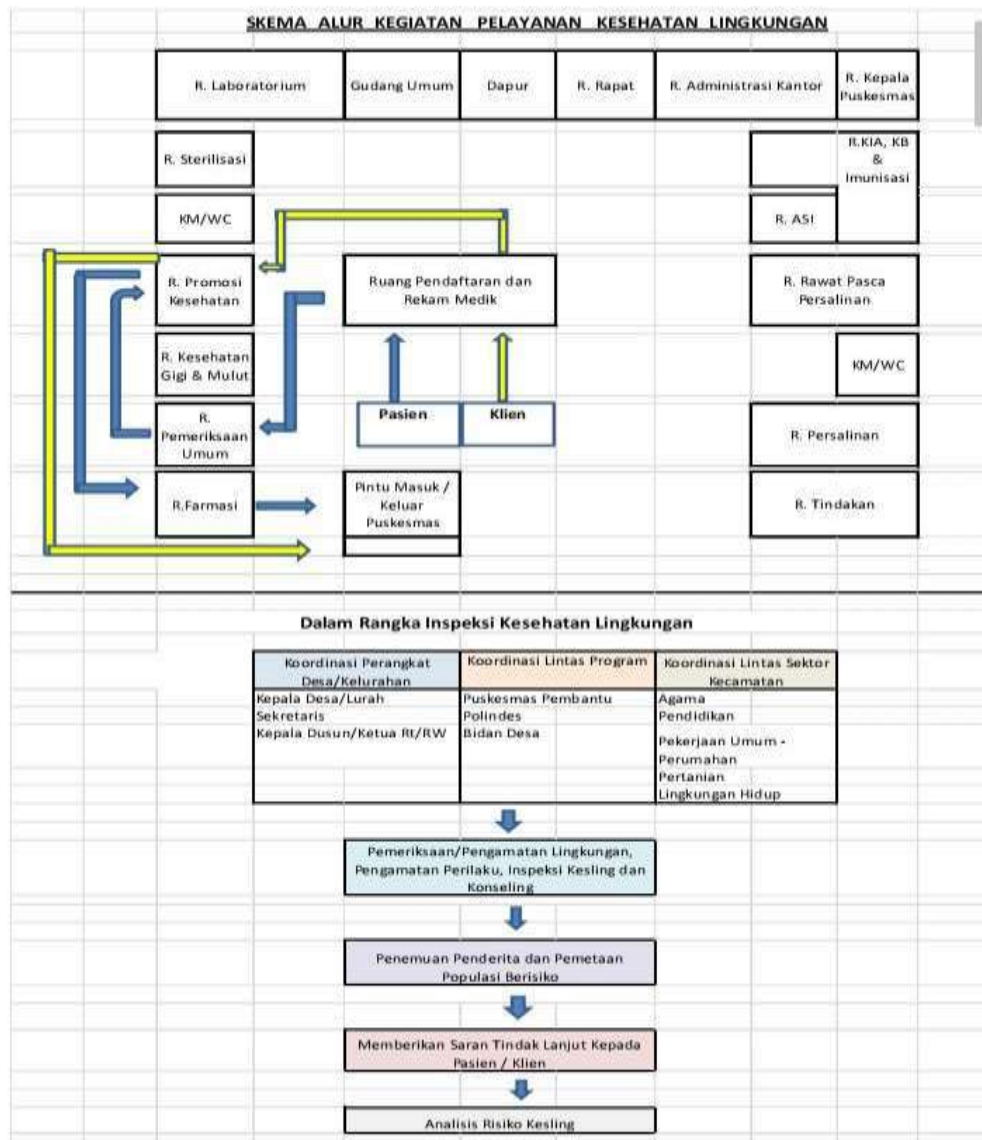 SKEMA ALUR KEGIATAN PELAYANAN KESEHATAN LINGKUNGAN
R. Laboratorium
Gudang Umum
Dapur
R. Rapat
R. Administrasi Kantor
R. Kepala
Puskesmas
R. Sterilisasi
R.KIA, KB
&
Imunisasi
KM/WC
R. ASI
R. Promosi
Kesehatan
Ruang Pendaftaran dan
Rekam Medik
R. Rawat Pasca
Persalinan
R. Kesehatan
Gigi & Mulut
KM/WC
R.
Pemeriksaan
Umum
Pasien
Klien
R. Persalinan
R.Farmasi
Pintu Masuk /
Keluar
Puskesmas
R. Tindakan
Dalam Rangka Inspeksi Kesehatan Lingkungan
Koordinasi Perangkat
Desa/Kelurahan
Kepala Desa/Lurah
Sekretaris
Kepala Dusun/Ketua Rt/RW
Koordinasi Lintas Program
Puskesmas Pembantu
Polindes
Bidan Desa
Koordinasi Lintas Sektor
Kecamatan
Agama
Pendidikan
Pekerjaan Umum -
Perumahan
Pertanian
Lingkungan Hidup
Pemeriksaan/Pengamatan Lingkungan,
Pengamatan Perilaku, Inspeksi Kesling dan
Konseling
Penemuan Penderita dan Pemetaan
Populasi Berisiko
Memberikan Saran Tindak Lanjut Kepada
Pasien / Klien
Analisis Risiko Kesling